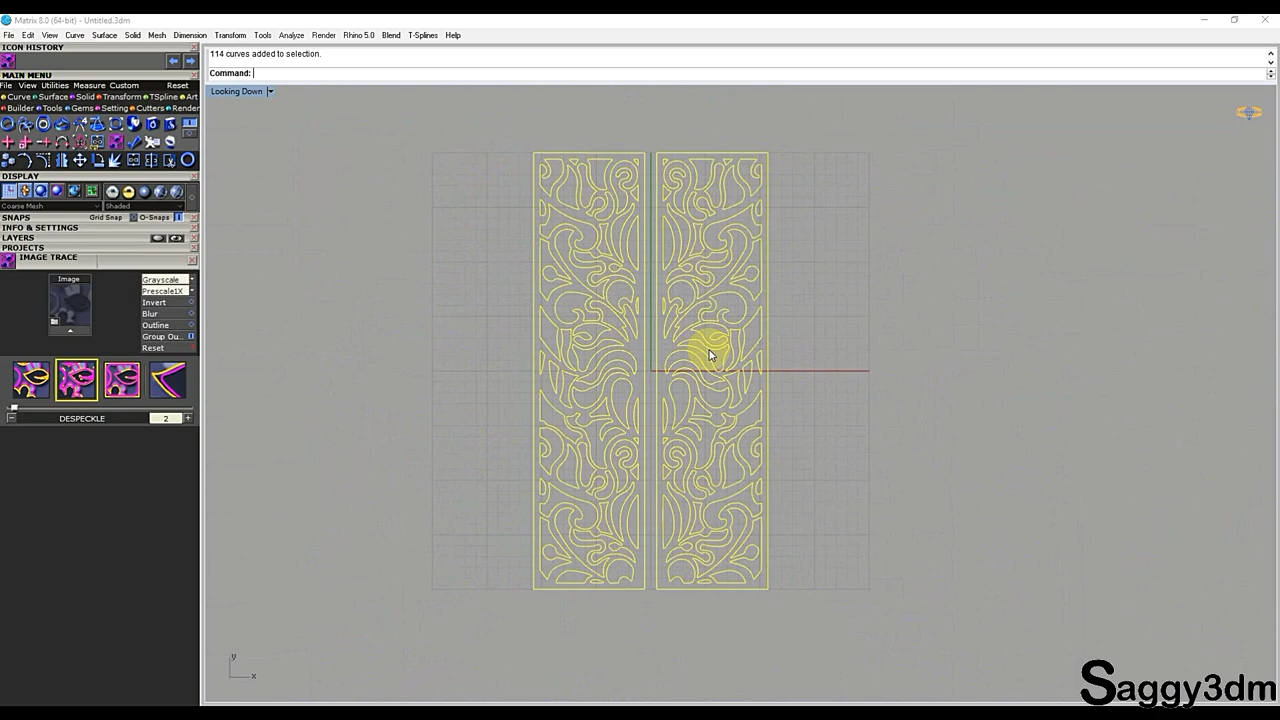 Matrix 8.0 (64-bit) - Untitled.3dm
File Edit View Curve Surface Solid Mesh Dimension Transform Tools Analyze Render Rhino 5.0 Blend T-Splines Help
ICON HISTORY
114 curves added to selection.
Command:
MAIN MENU
File View Utilities Measure Custom Reset
Curve Surface Solid Transform TSpline Art
Builder Tools Gems Setting Cutters Render
Looking Down
DISPLAY
Coarse Mesh Shaded
SNAPS Grid Snap O-Snaps
INFO & SETTINGS
LAYERS
PROJECTS
IMAGE TRACE
Image
Grayscale
Prescale1X
Invert
Blur
Outline
Group Ou...
Reset
DESPECKLE 2
y
x
Saggy3dm